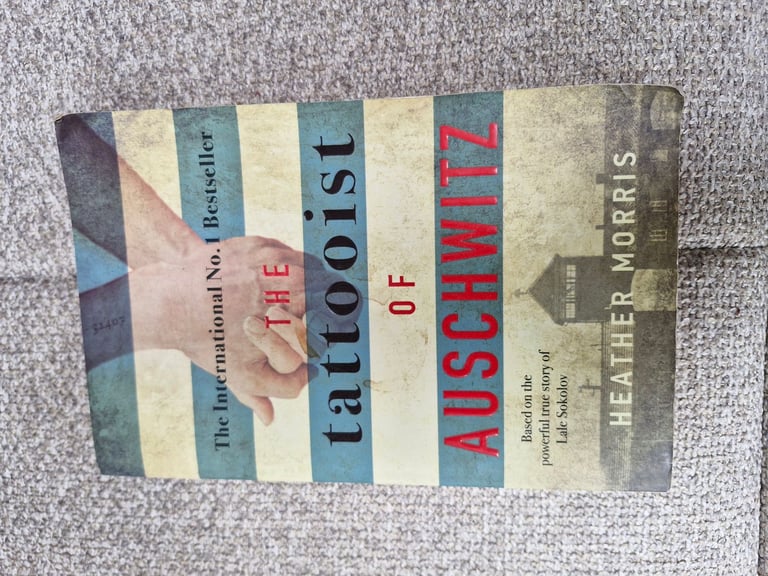 The International No. 1 Bestseller
THE
tattooist
OF
AUSCHWITZ
Based on the
powerful true story of
Lale Sokolov
HEATHER MORRIS